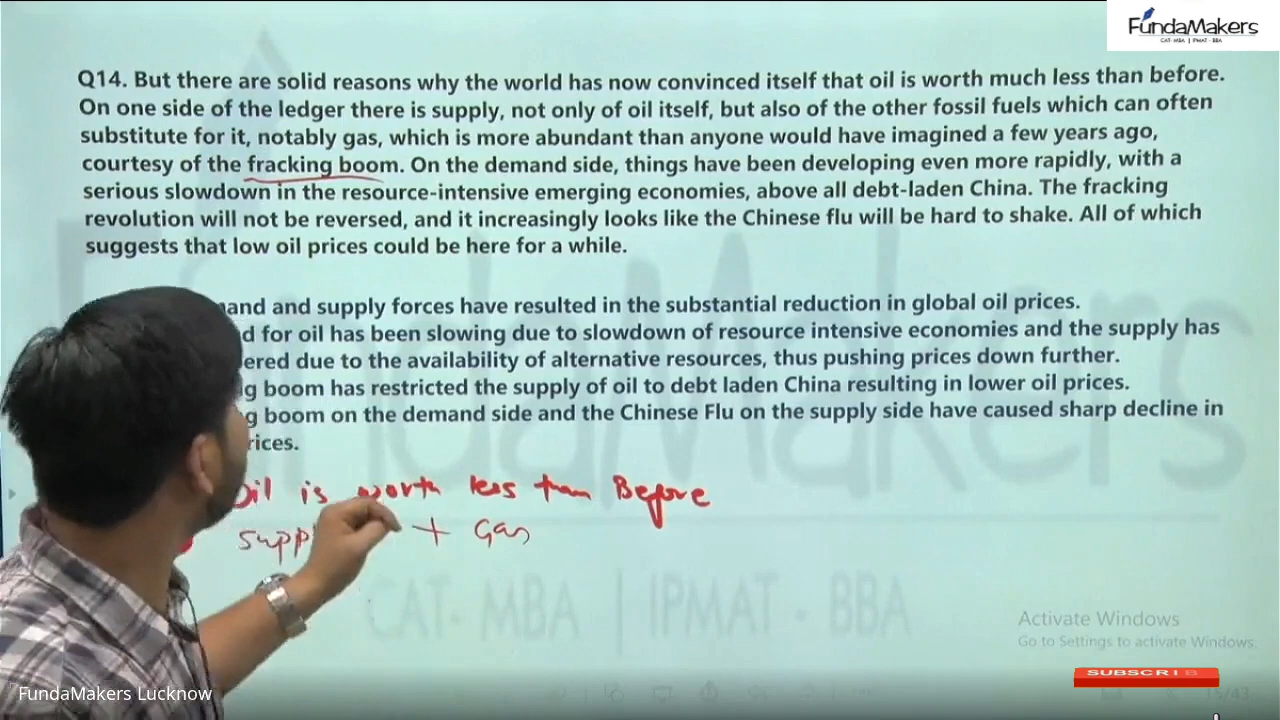 FundaMakers
CAT- MBA | IPMAT - BBA
Q14. But there are solid reasons why the world has now convinced itself that oil is worth much less than before.
On one side of the ledger there is supply, not only of oil itself, but also of the other fossil fuels which can often
substitute for it, notably gas, which is more abundant than anyone would have imagined a few years ago,
courtesy of the fracking boom. On the demand side, things have been developing even more rapidly, with a
serious slowdown in the resource-intensive emerging economies, above all debt-laden China. The fracking
revolution will not be reversed, and it increasingly looks like the Chinese flu will be hard to shake. All of which
suggests that low oil prices could be here for a while.
and and supply forces have resulted in the substantial reduction in global oil prices.
d for oil has been slowing due to slowdown of resource intensive economies and the supply has
ered due to the availability of alternative resources, thus pushing prices down further.
g boom has restricted the supply of oil to debt laden China resulting in lower oil prices.
g boom on the demand side and the Chinese Flu on the supply side have caused sharp decline in
rices.
Oil is worth less than Before
supp + Gas
FundaMakers
CAT- MBA | IPMAT - BBA
Activate Windows
Go to Settings to activate Windows.
SUBSCRIB
FundaMakers Lucknow